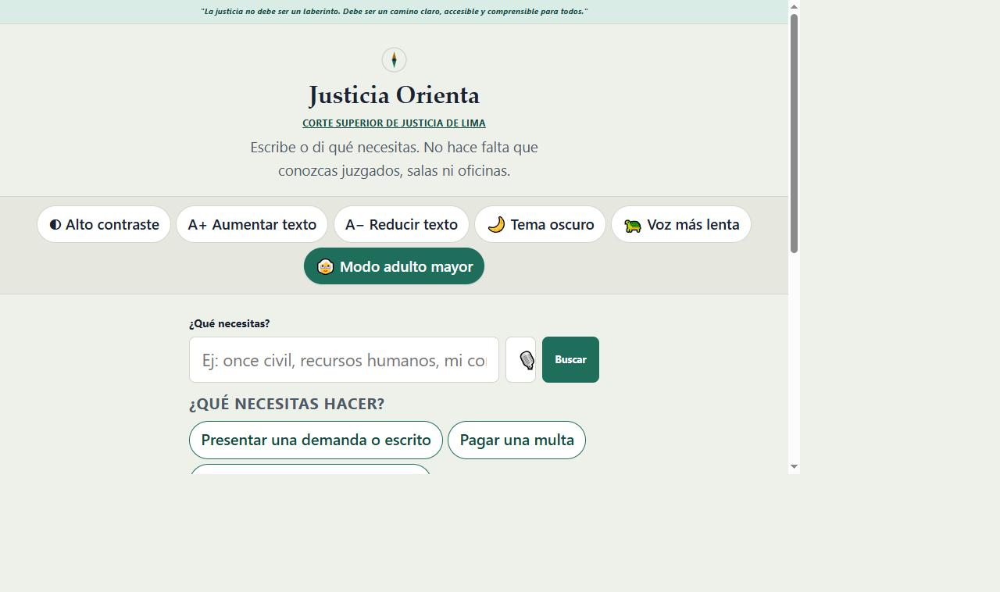 "La justicia no debe ser un laberinto. Debe ser un camino claro, accesible y comprensible para todos."
Justicia Orienta
CORTE SUPERIOR DE JUSTICIA DE LIMA
Escribe o di qué necesitas. No hace falta que
conozcas juzgados, salas ni oficinas.
Alto contraste A+ Aumentar texto A− Reducir texto Tema oscuro Voz más lenta
Modo adulto mayor
¿Qué necesitas?
Ej: once civil, recursos humanos, mi co Buscar
¿QUÉ NECESITAS HACER?
Presentar una demanda o escrito Pagar una multa